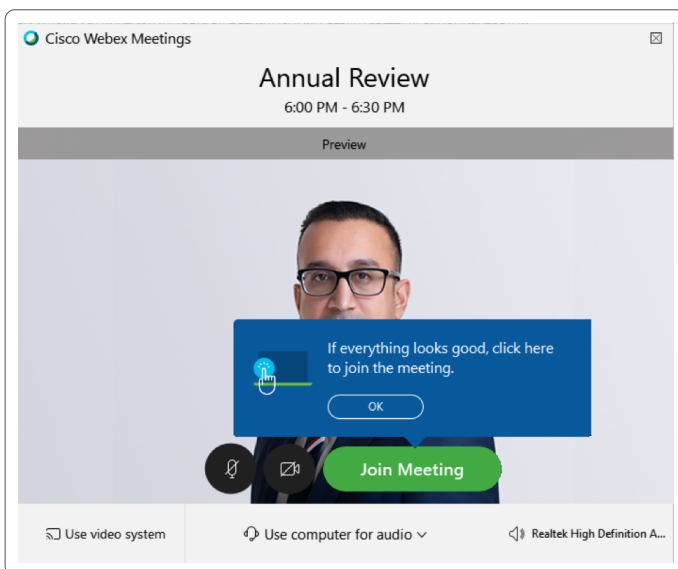 Cisco Webex Meetings
Annual Review
6:00 PM - 6:30 PM
Preview
If everything looks good, click here
to join the meeting.
OK
Join Meeting
Use video system
Use computer for audio
Realtek High Definition A...